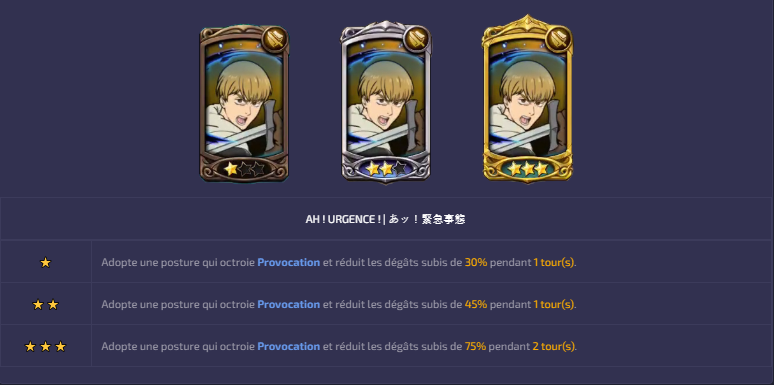 AH ! URGENCE ! | あッ！緊急事態
Adopte une posture qui octroie Provocation et réduit les dégâts subis de 30% pendant 1 tour(s).
Adopte une posture qui octroie Provocation et réduit les dégâts subis de 45% pendant 1 tour(s).
Adopte une posture qui octroie Provocation et réduit les dégâts subis de 75% pendant 2 tour(s).